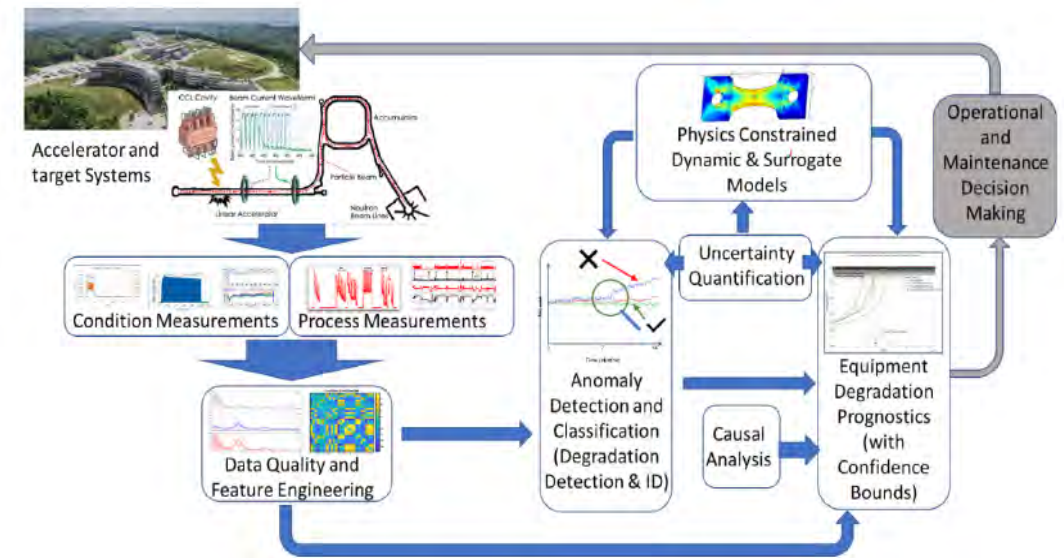 CCL Cavity
Beam Current Waveforms
Accumulator
Accelerator and
target Systems
Particle Beam
Linear Accelerator
Neutron
Beam Lines
Condition Measurements
Process Measurements
Data Quality and
Feature Engineering
Physics Constrained
Dynamic & Surrogate
Models
Uncertainty
Quantification
Anomaly
Detection and
Classification
(Degradation
Detection & ID)
Causal
Analysis
Equipment
Degradation
Prognostics
(with
Confidence
Bounds)
Operational
and
Maintenance
Decision
Making